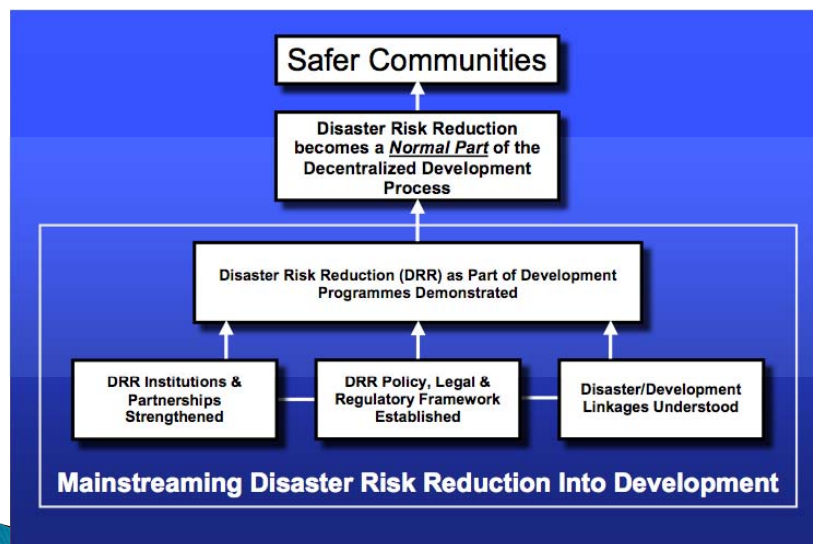 Safer Communities
Disaster Risk Reduction
becomes a Normal Part of the
Decentralized Development
Process
Disaster Risk Reduction (DRR) as Part of Development
Programmes Demonstrated
DRR Institutions &
Partnerships
Strengthened
DRR Policy, Legal &
Regulatory Framework
Established
Disaster/Development
Linkages Understood
Mainstreaming Disaster Risk Reduction Into Development